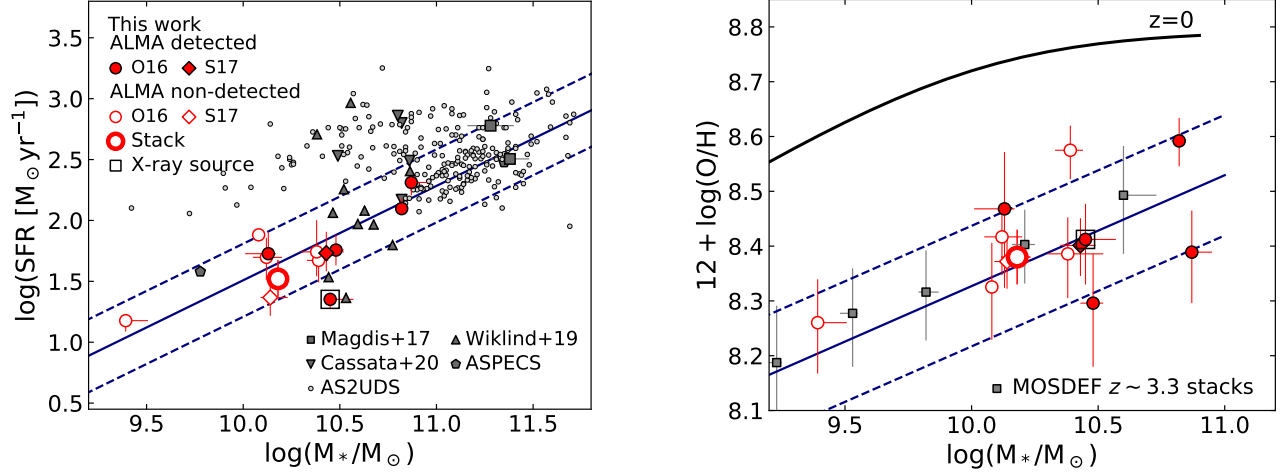 This work
ALMA detected
O16 S17
ALMA non-detected
O16 S17
Stack
X-ray source
Magdis+17 Wiklind+19
Cassata+20 ASPECS
AS2UDS
3.5
3.0
2.5
2.0
1.5
1.0
0.5
log(SFR [M⊙yr⁻¹])
9.5 10.0 10.5 11.0 11.5
log(M∗/M⊙)
z=0
MOSDEF z ~ 3.3 stacks
8.8
8.7
8.6
8.5
8.4
8.3
8.2
8.1
12 + log(O/H)
9.5 10.0 10.5 11.0
log(M∗/M⊙)